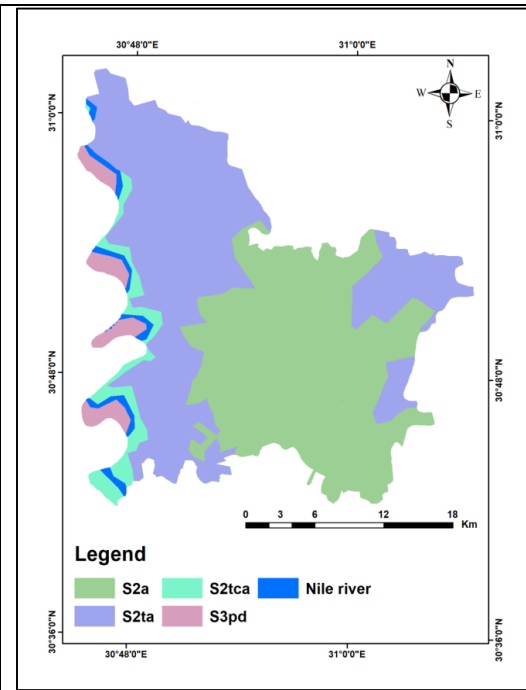 30°48'0"E 31°0'0"E
N
W E
S
31°0'0"N 31°0'0"N
30°48'0"N 30°48'0"N
0 3 6 12 18
Km
Legend
S2a S2tca Nile river
S2ta S3pd
30°36'0"N 30°36'0"N
30°48'0"E 31°0'0"E